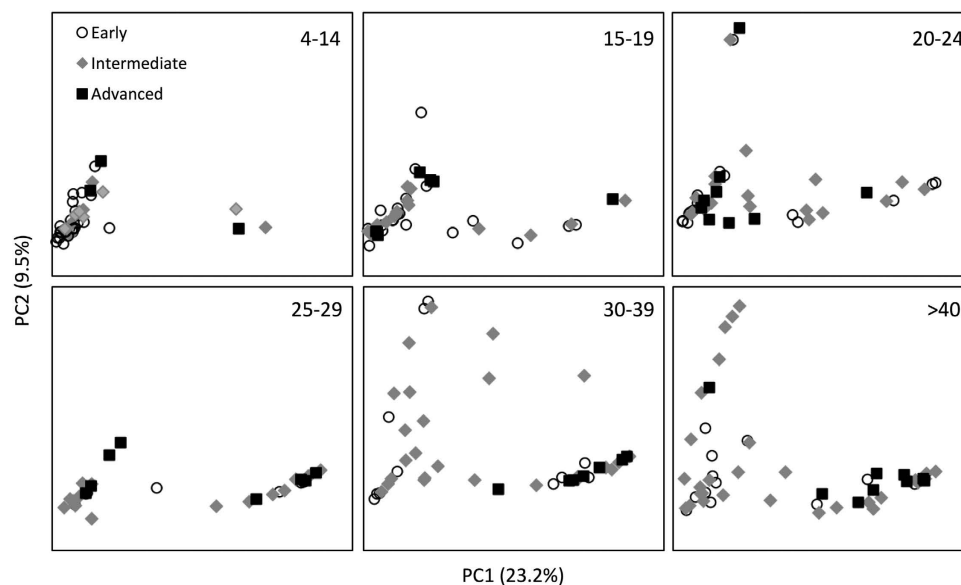 Early
Intermediate
Advanced
4-14
15-19
20-24
25-29
30-39
>40
PC2 (9.5%)
PC1 (23.2%)